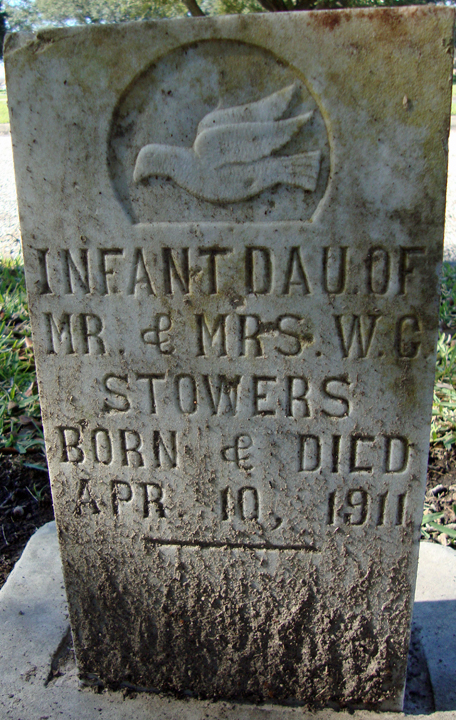 INFANT DAU. OF
MR. & MRS. W. C.
STOWERS
BORN & DIED
APR. 10, 1911